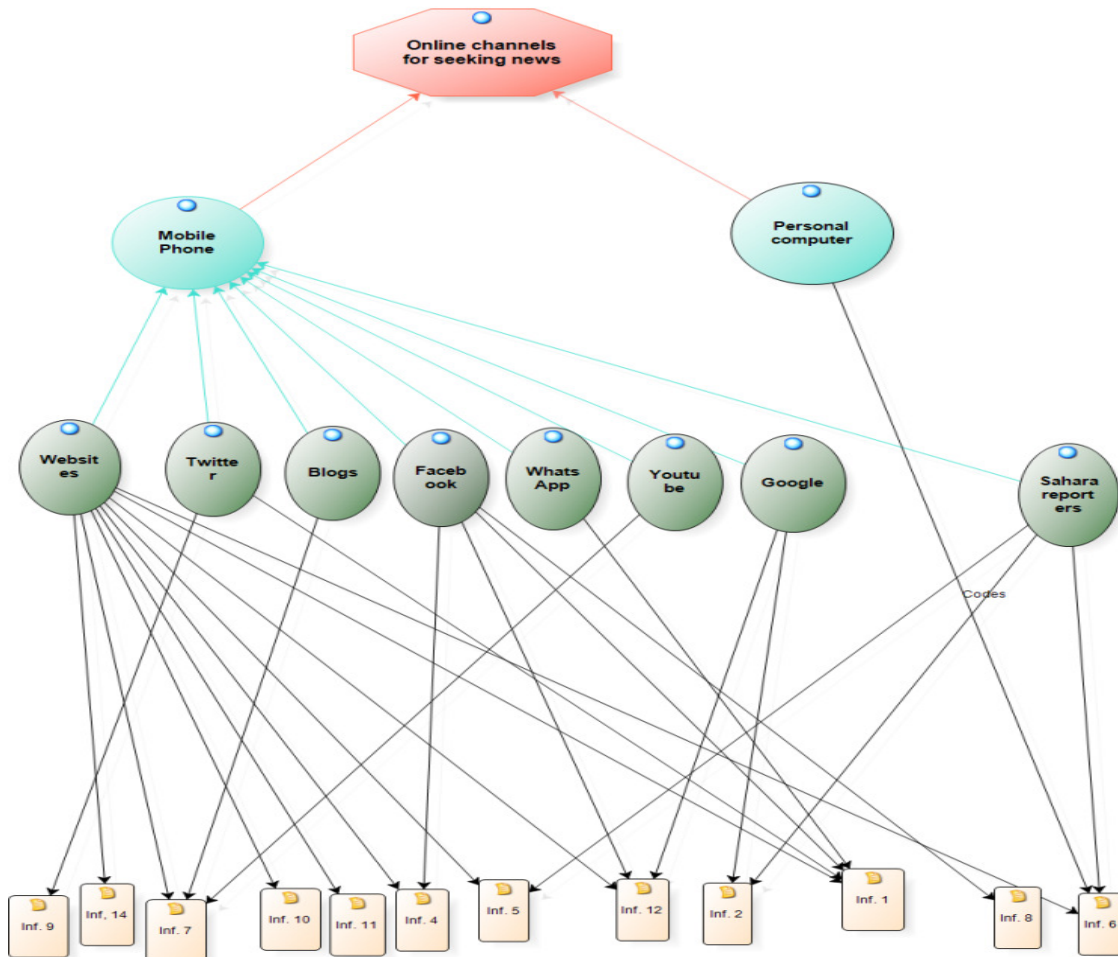 Online channels
for seeking news
Mobile
Phone
Personal
computer
Websit
es
Twitte
r
Blogs
Faceb
ook
Whats
App
Youtu
be
Google
Sahara
report
ers
Codes
Inf. 9
Inf, 14
Inf. 7
Inf. 10
Inf. 11
Inf. 4
Inf. 5
Inf. 12
Inf. 2
Inf. 1
Inf. 8
Inf. 6